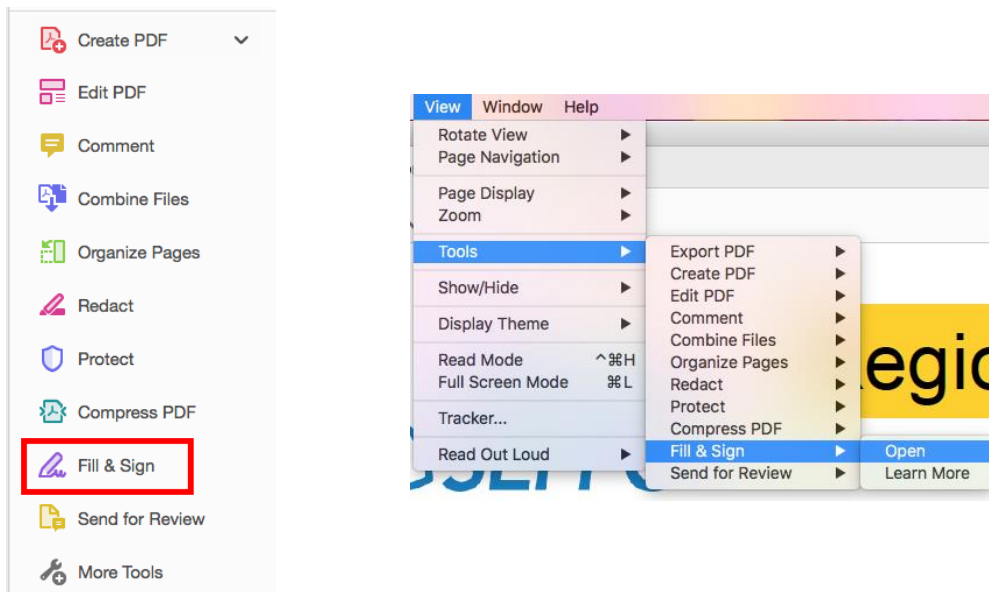 Create PDF
Edit PDF
Comment
Combine Files
Organize Pages
Redact
Protect
Compress PDF
Fill & Sign
Send for Review
More Tools
View Window Help
Rotate View
Page Navigation
Page Display
Zoom
Tools
Show/Hide
Display Theme
Read Mode ^⌘H
Full Screen Mode ⌘L
Tracker...
Read Out Loud
Export PDF
Create PDF
Edit PDF
Comment
Combine Files
Organize Pages
Redact
Protect
Compress PDF
Fill & Sign
Send for Review
Open
Learn More